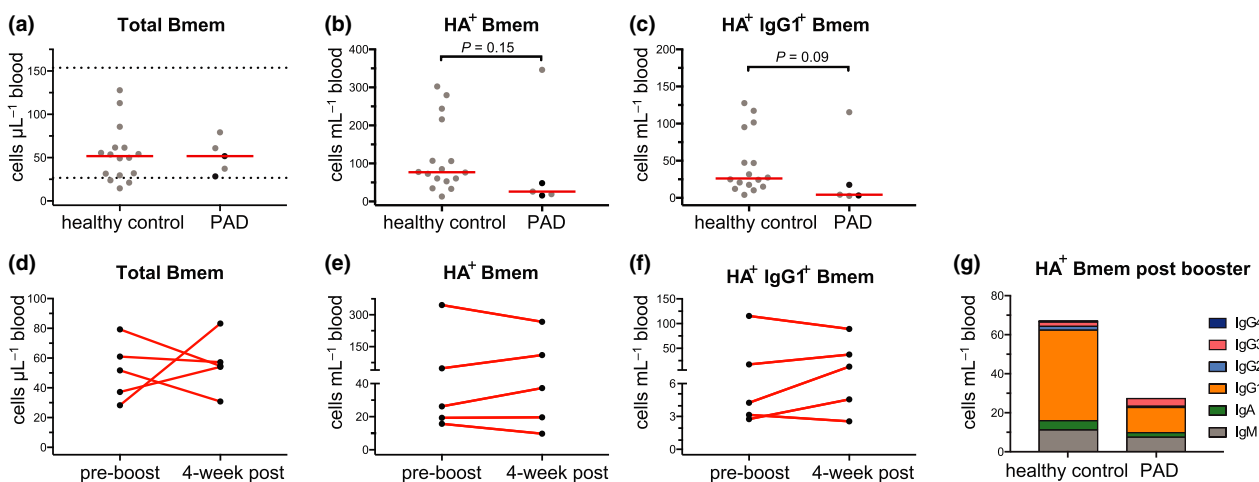 (a)
Total Bmem
cells µL⁻¹ blood
150
100
50
0
healthy control
PAD
(b)
HA⁺ Bmem
P = 0.15
cells mL⁻¹ blood
400
300
200
100
0
healthy control
PAD
(c)
HA⁺ IgG1⁺ Bmem
P = 0.09
cells mL⁻¹ blood
200
150
100
50
0
healthy control
PAD
(d)
Total Bmem
cells µL⁻¹ blood
100
80
60
40
20
0
pre-boost
4-week post
(e)
HA⁺ Bmem
cells mL⁻¹ blood
300
150
40
20
0
pre-boost
4-week post
(f)
HA⁺ IgG1⁺ Bmem
cells mL⁻¹ blood
150
100
50
6
3
0
pre-boost
4-week post
(g)
HA⁺ Bmem post booster
cells mL⁻¹ blood
80
60
40
20
0
healthy control
PAD
IgG4
IgG3
IgG2
IgG1
IgA
IgM